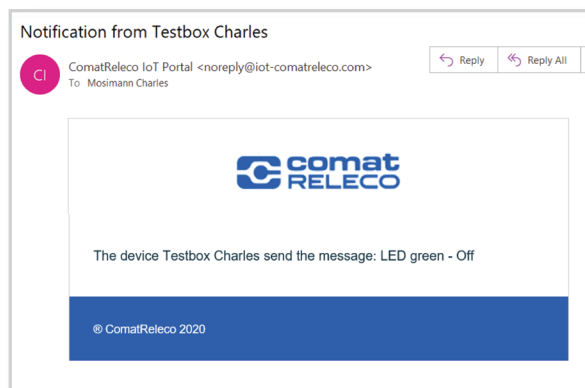 Notification from Testbox Charles
CI
ComatReleco IoT Portal <noreply@iot-comatreleco.com>
To Mosimann Charles
Reply
Reply All
comat
RELECO
The device Testbox Charles send the message: LED green - Off
® ComatReleco 2020